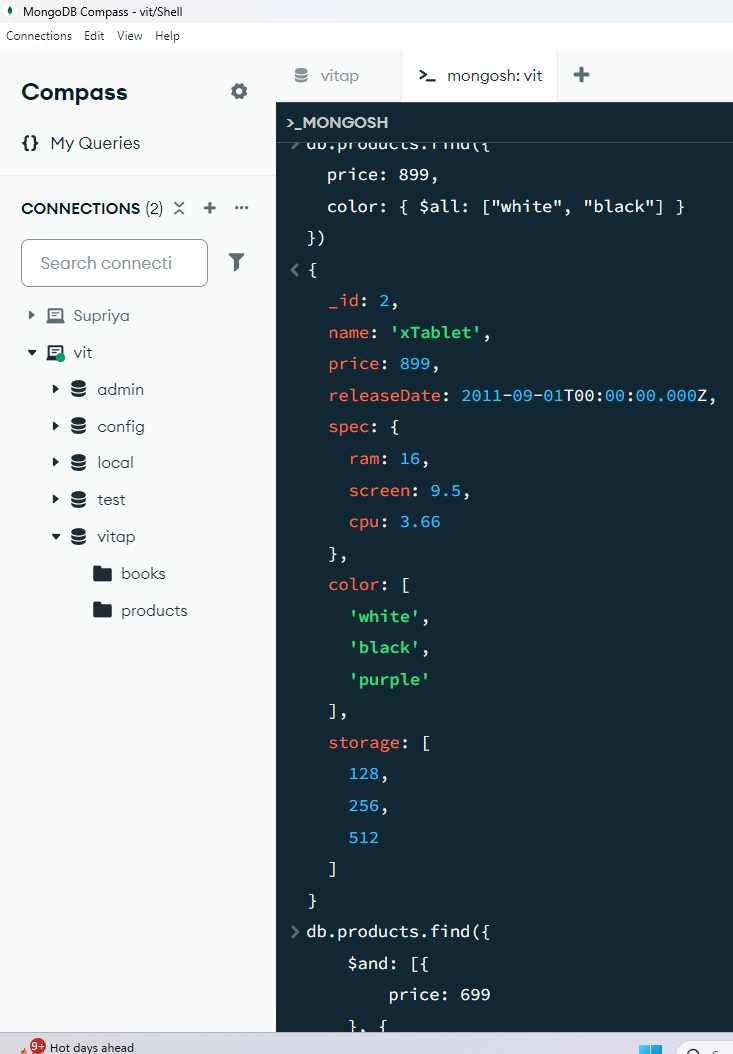 MongoDB Compass - vit/Shell
Connections Edit View Help
Compass
{} My Queries
CONNECTIONS (2)
Search connecti
Supriya
vit
admin
config
local
test
vitap
books
products
vitap
>_ mongosh: vit +
>_MONGOSH
> db.products.find({
price: 899,
color: { $all: ["white", "black"] }
})
< {
_id: 2,
name: 'xTablet',
price: 899,
releaseDate: 2011-09-01T00:00:00.000Z,
spec: {
ram: 16,
screen: 9.5,
cpu: 3.66
},
color: [
'white',
'black',
'purple'
],
storage: [
128,
256,
512
]
}
> db.products.find({
$and: [{
price: 699
}, {
9+ Hot days ahead